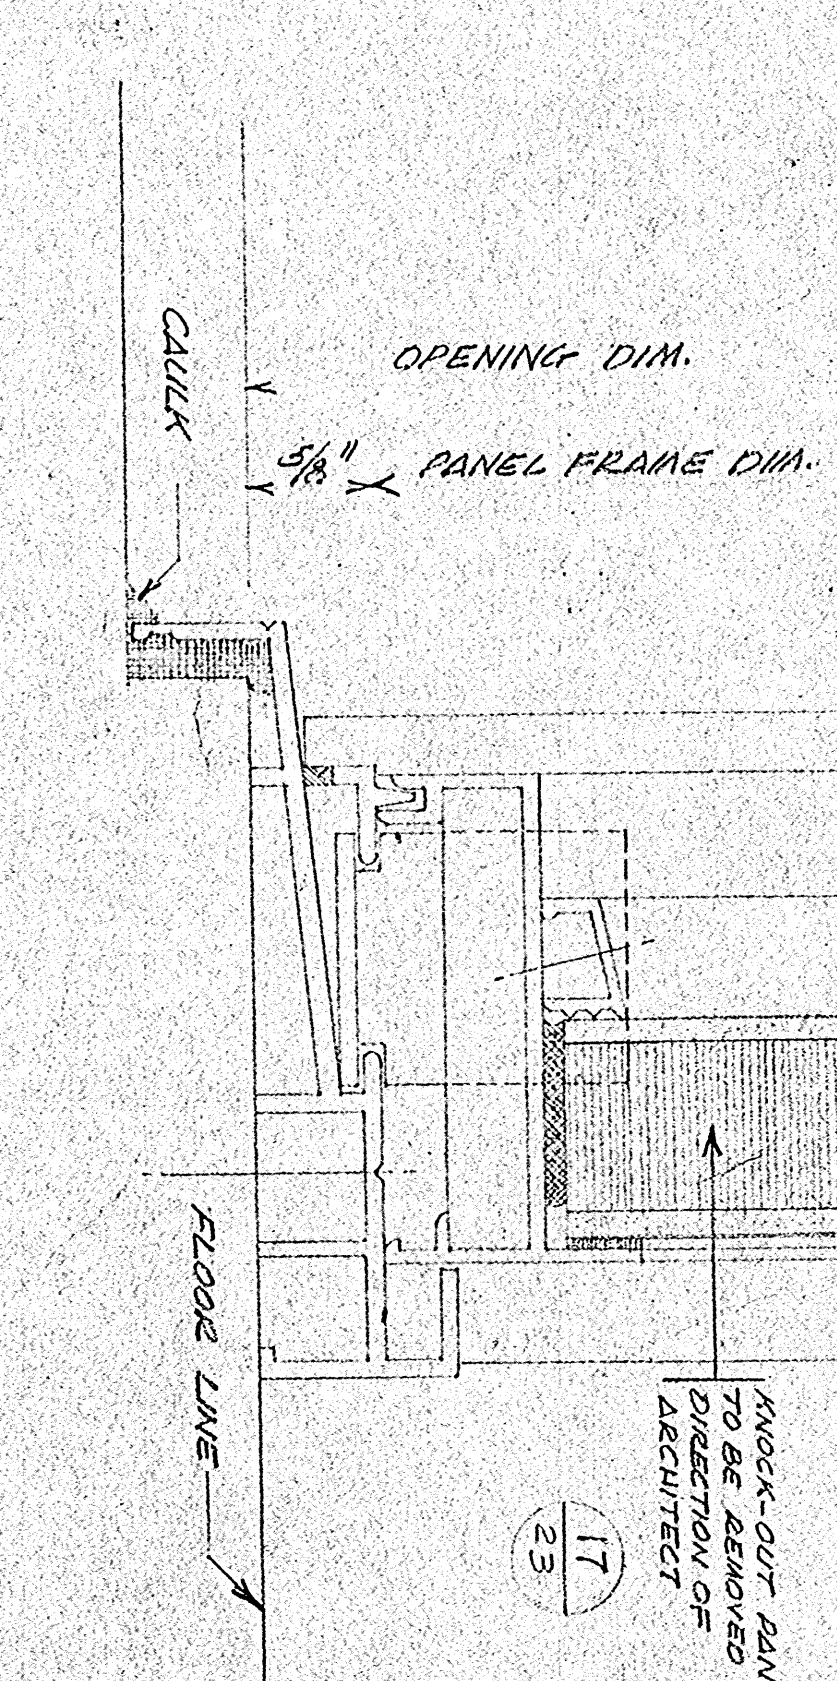 CAULK
OPENING DIM.
5/8" PANEL FRAME DIM.
FLOOR LINE
KNOCK-OUT PAN
TO BE REMOVED
DIRECTION OF
ARCHITECT
17
23